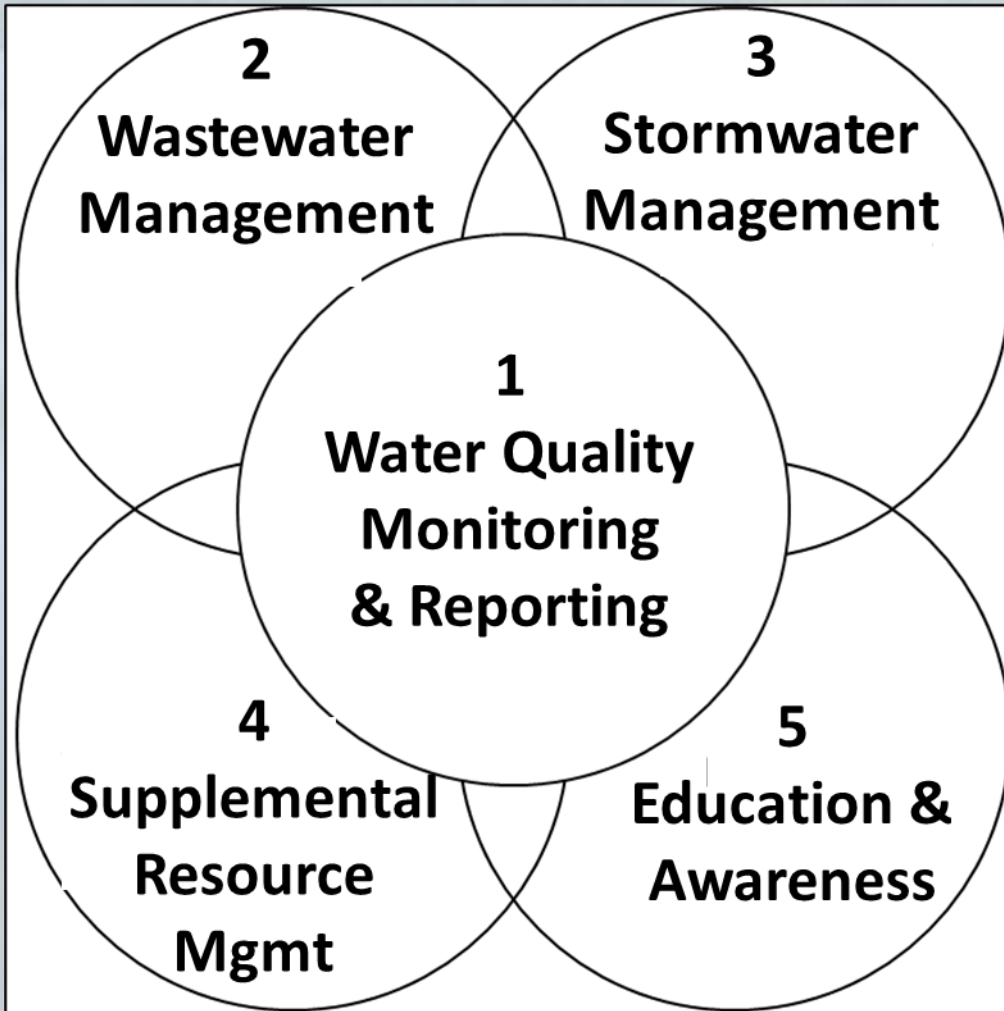 2
Wastewater
Management
3
Stormwater
Management
1
Water Quality
Monitoring
& Reporting
4
Supplemental
Resource
Mgmt
5
Education &
Awareness